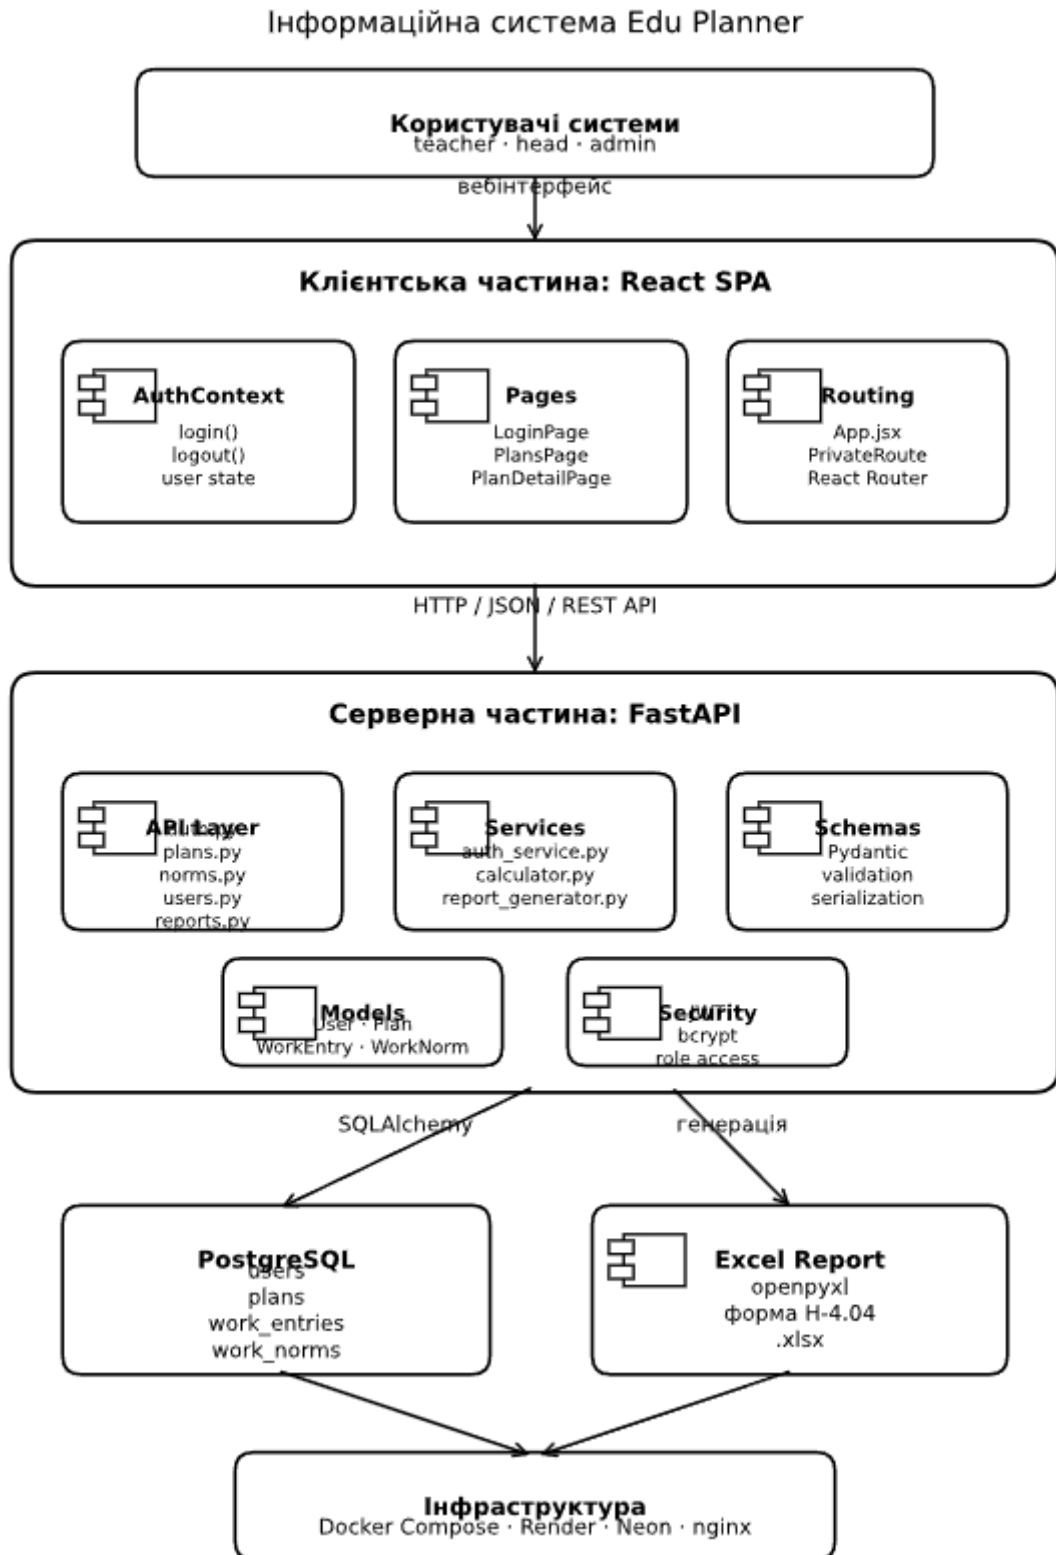 Інформаційна система Edu Planner
Користувачі системи
teacher · head · admin
вебінтерфейс
Клієнтська частина: React SPA
AuthContext
login()
logout()
user state
Pages
LoginPage
PlansPage
PlanDetailPage
Routing
App.jsx
PrivateRoute
React Router
HTTP / JSON / REST API
Серверна частина: FastAPI
API Layer
auth.py
plans.py
norms.py
users.py
reports.py
Services
auth_service.py
calculator.py
report_generator.py
Schemas
Pydantic
validation
serialization
Models
User · Plan
WorkEntry · WorkNorm
Security
bcrypt
role access
SQLAlchemy
генерація
PostgreSQL
users
plans
work_entries
work_norms
Excel Report
openpyxl
форма Н-4.04
.xlsx
Інфраструктура
Docker Compose · Render · Neon · nginx